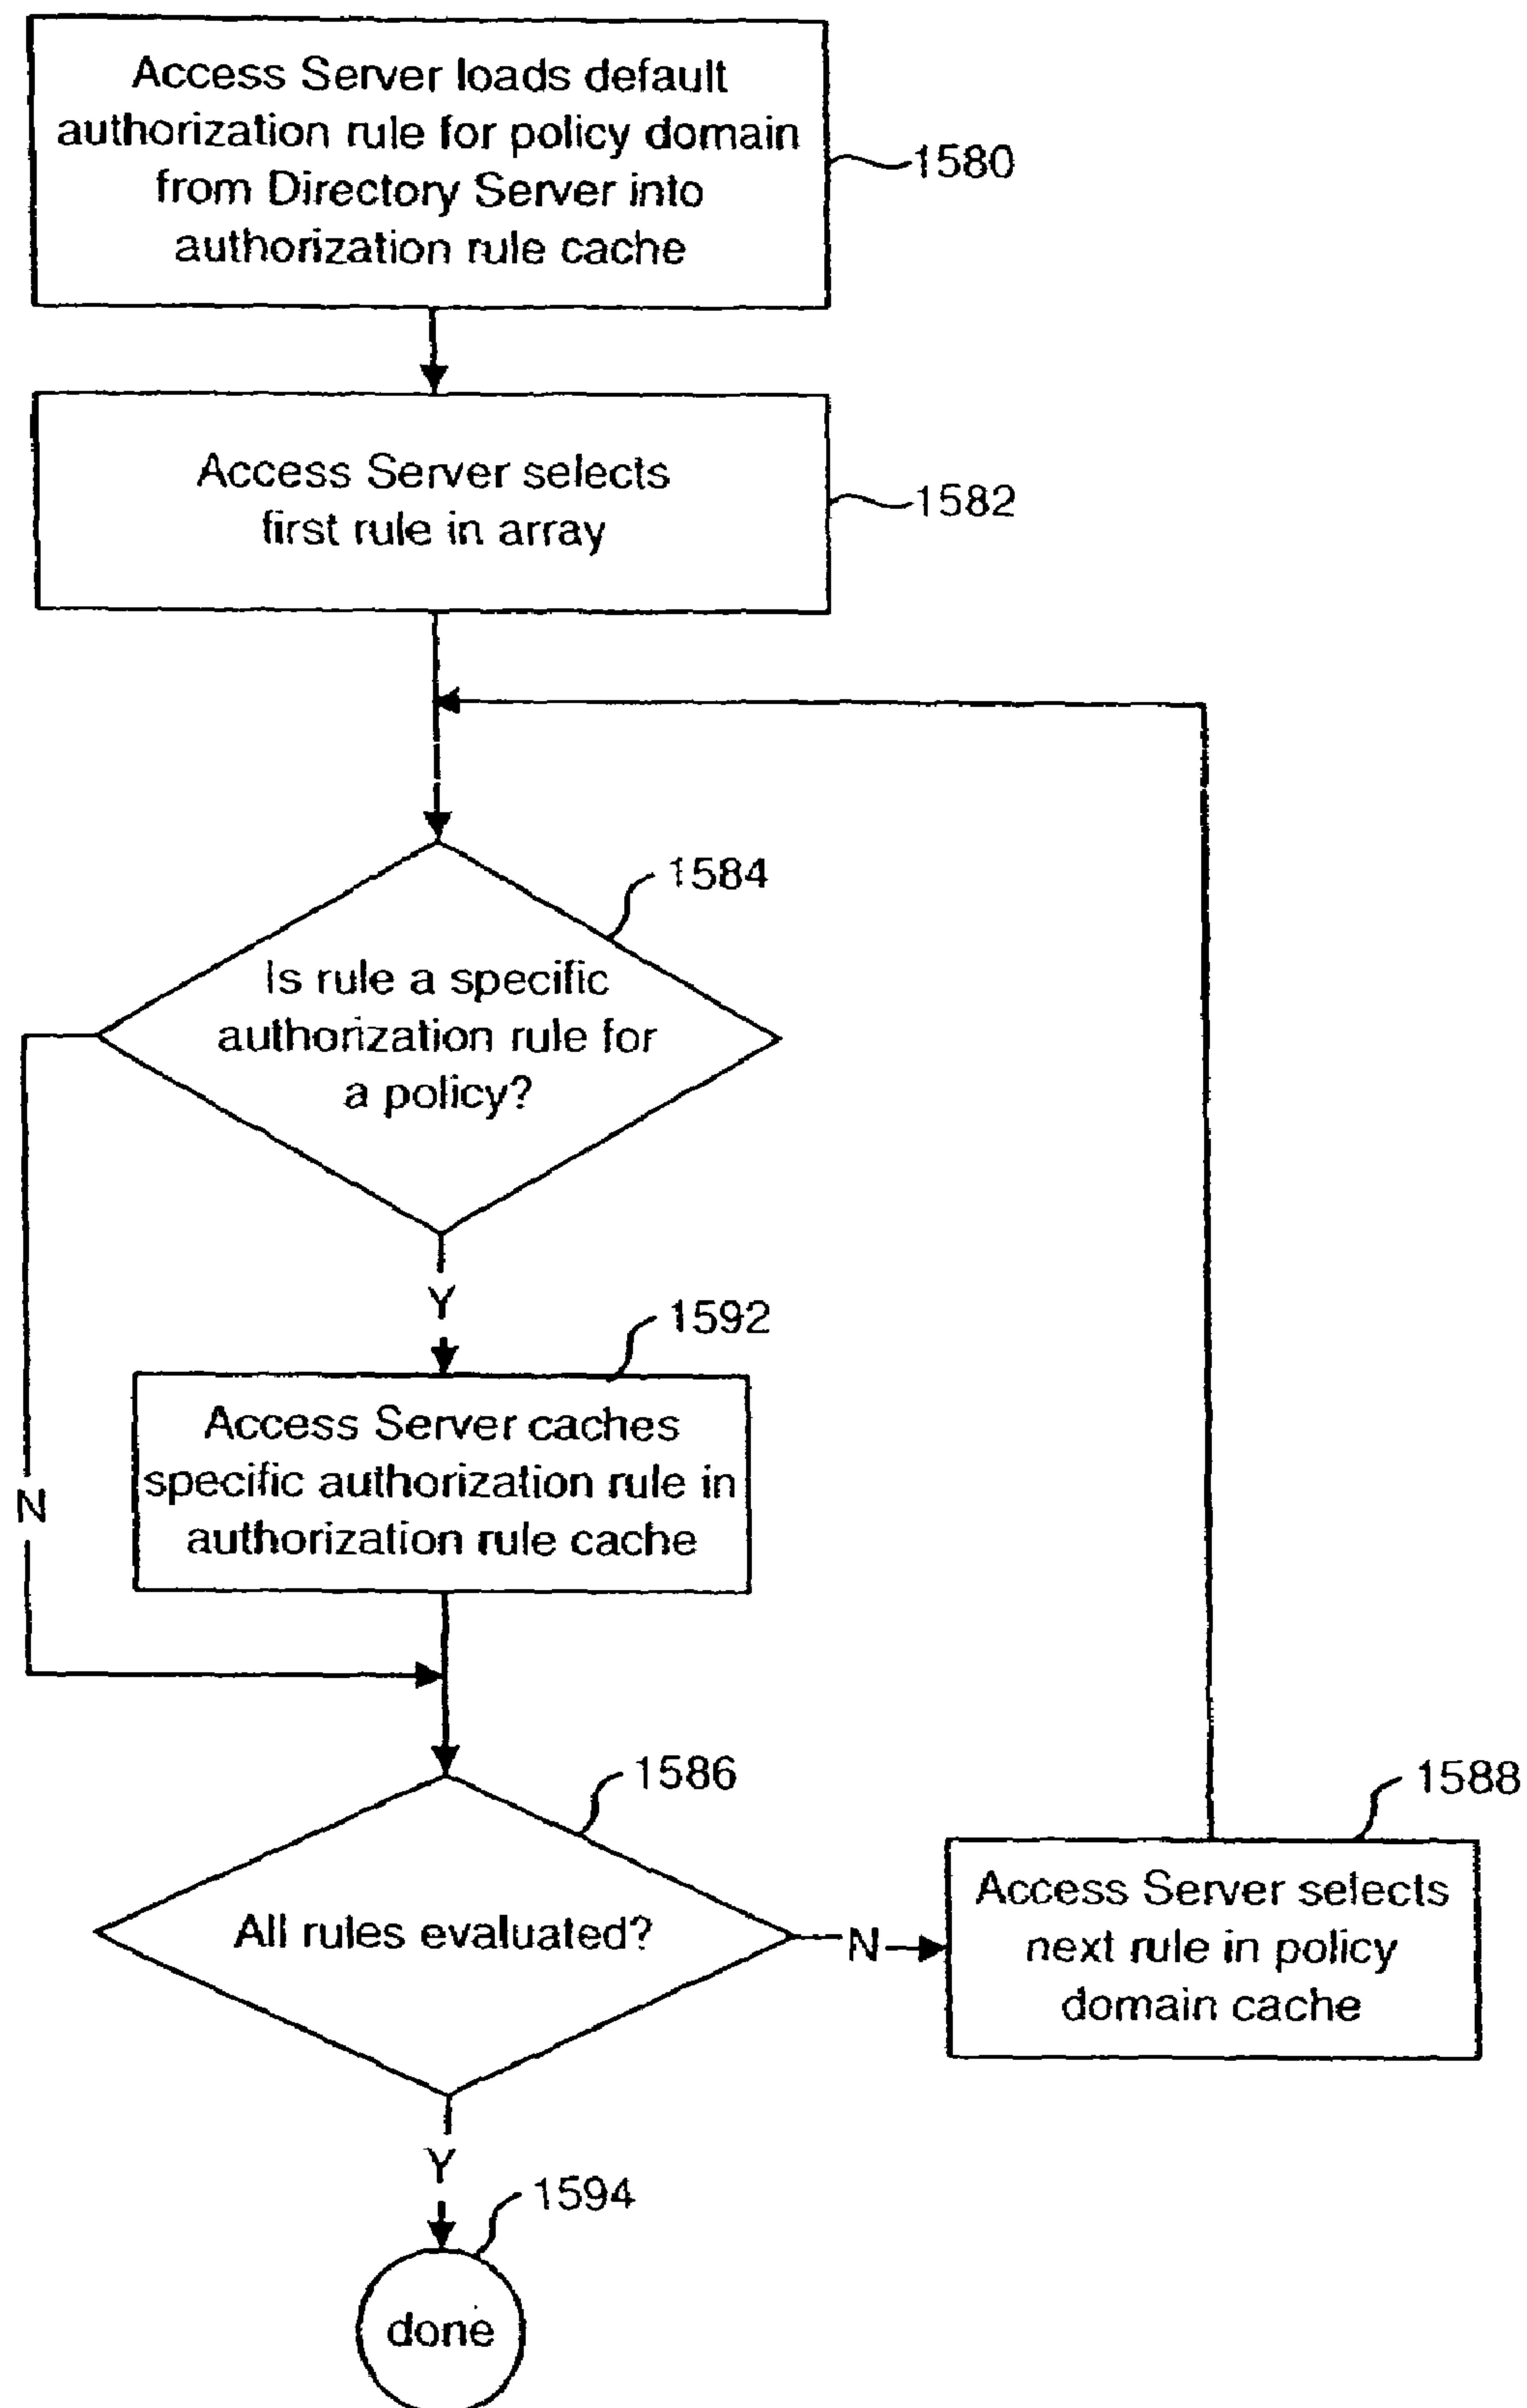 Access Server loads default
authorization rule for policy domain
from Directory Server into
authorization rule cache
1580
Access Server selects
first rule in array
1582
1584
Is rule a specific
authorization rule for
a policy?
Y
1592
Access Server caches
specific authorization rule in
authorization rule cache
N
1586
All rules evaluated?
N
1588
Access Server selects
next rule in policy
domain cache
Y
1594
done